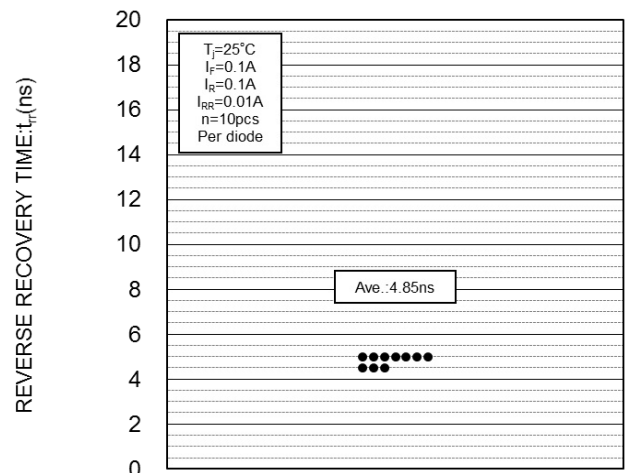 REVERSE RECOVERY TIME:trr(ns)
20
18
16
14
12
10
8
6
4
2
0
Tj=25°C
IF=0.1A
IR=0.1A
IRR=0.01A
n=10pcs
Per diode
Ave.:4.85ns